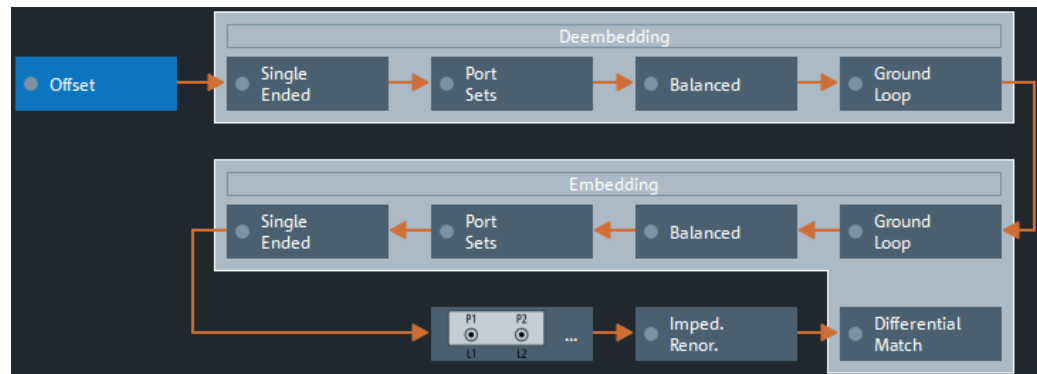 Deembedding
Offset
Single
Ended
Port
Sets
Balanced
Ground
Loop
Embedding
Single
Ended
Port
Sets
Balanced
Ground
Loop
P1 P2
L1 L2
...
Imped.
Renor.
Differential
Match